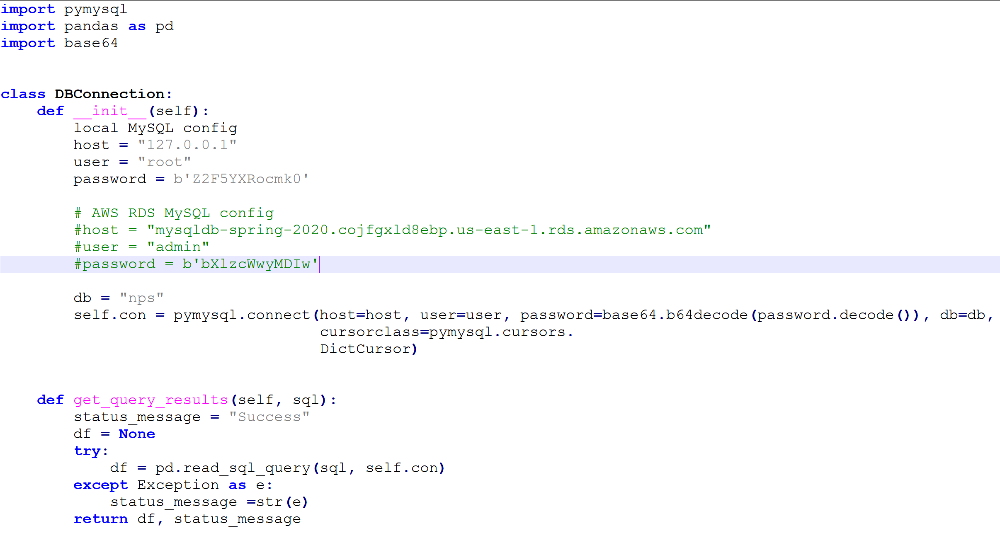 import pymysql
import pandas as pd
import base64
class DBConnection:
    def __init__(self):
        local MySQL config
        host = "127.0.0.1"
        user = "root"
        password = b'Z2F5YXRocmk0'
        # AWS RDS MySQL config
        #host = "mysqldb-spring-2020.cojfgxld8ebp.us-east-1.rds.amazonaws.com"
        #user = "admin"
        #password = b'bXlzcWwyMDIw'
        db = "nps"
        self.con = pymysql.connect(host=host, user=user, password=base64.b64decode(password.decode()), db=db,
                                   cursorclass=pymysql.cursors.
                                   DictCursor)
    def get_query_results(self, sql):
        status_message = "Success"
        df = None
        try:
            df = pd.read_sql_query(sql, self.con)
        except Exception as e:
            status_message =str(e)
        return df, status_message